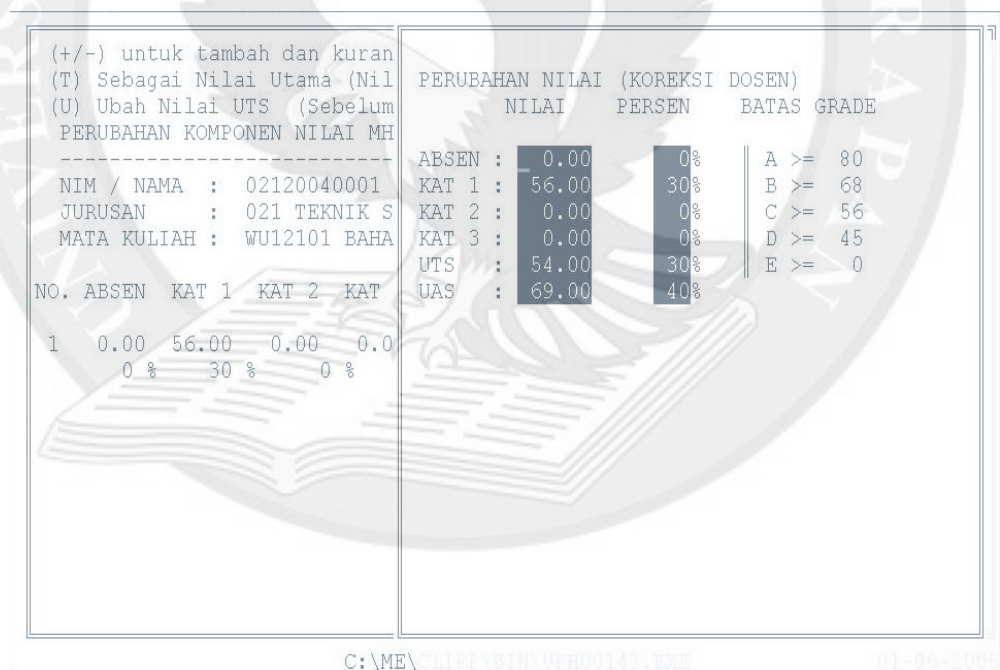 (+/-) untuk tambah dan kuran
(T) Sebagai Nilai Utama (Nil
(U) Ubah Nilai UTS (Sebelum
PERUBAHAN KOMPONEN NILAI MH
----------------------------
NIM / NAMA : 02120040001
JURUSAN : 021 TEKNIK S
MATA KULIAH : WU12101 BAHA
NO. ABSEN KAT 1 KAT 2 KAT
1 0.00 56.00 0.00 0.0
0 % 30 % 0 %
PERUBAHAN NILAI (KOREKSI DOSEN)
NILAI PERSEN BATAS GRADE
ABSEN : 0.00 0% A >= 80
KAT 1 : 56.00 30% B >= 68
KAT 2 : 0.00 0% C >= 56
KAT 3 : 0.00 0% D >= 45
UTS : 54.00 30% E >= 0
UAS : 69.00 40%
C:\ME\CLIPP\BIN\UPH00143.EXE